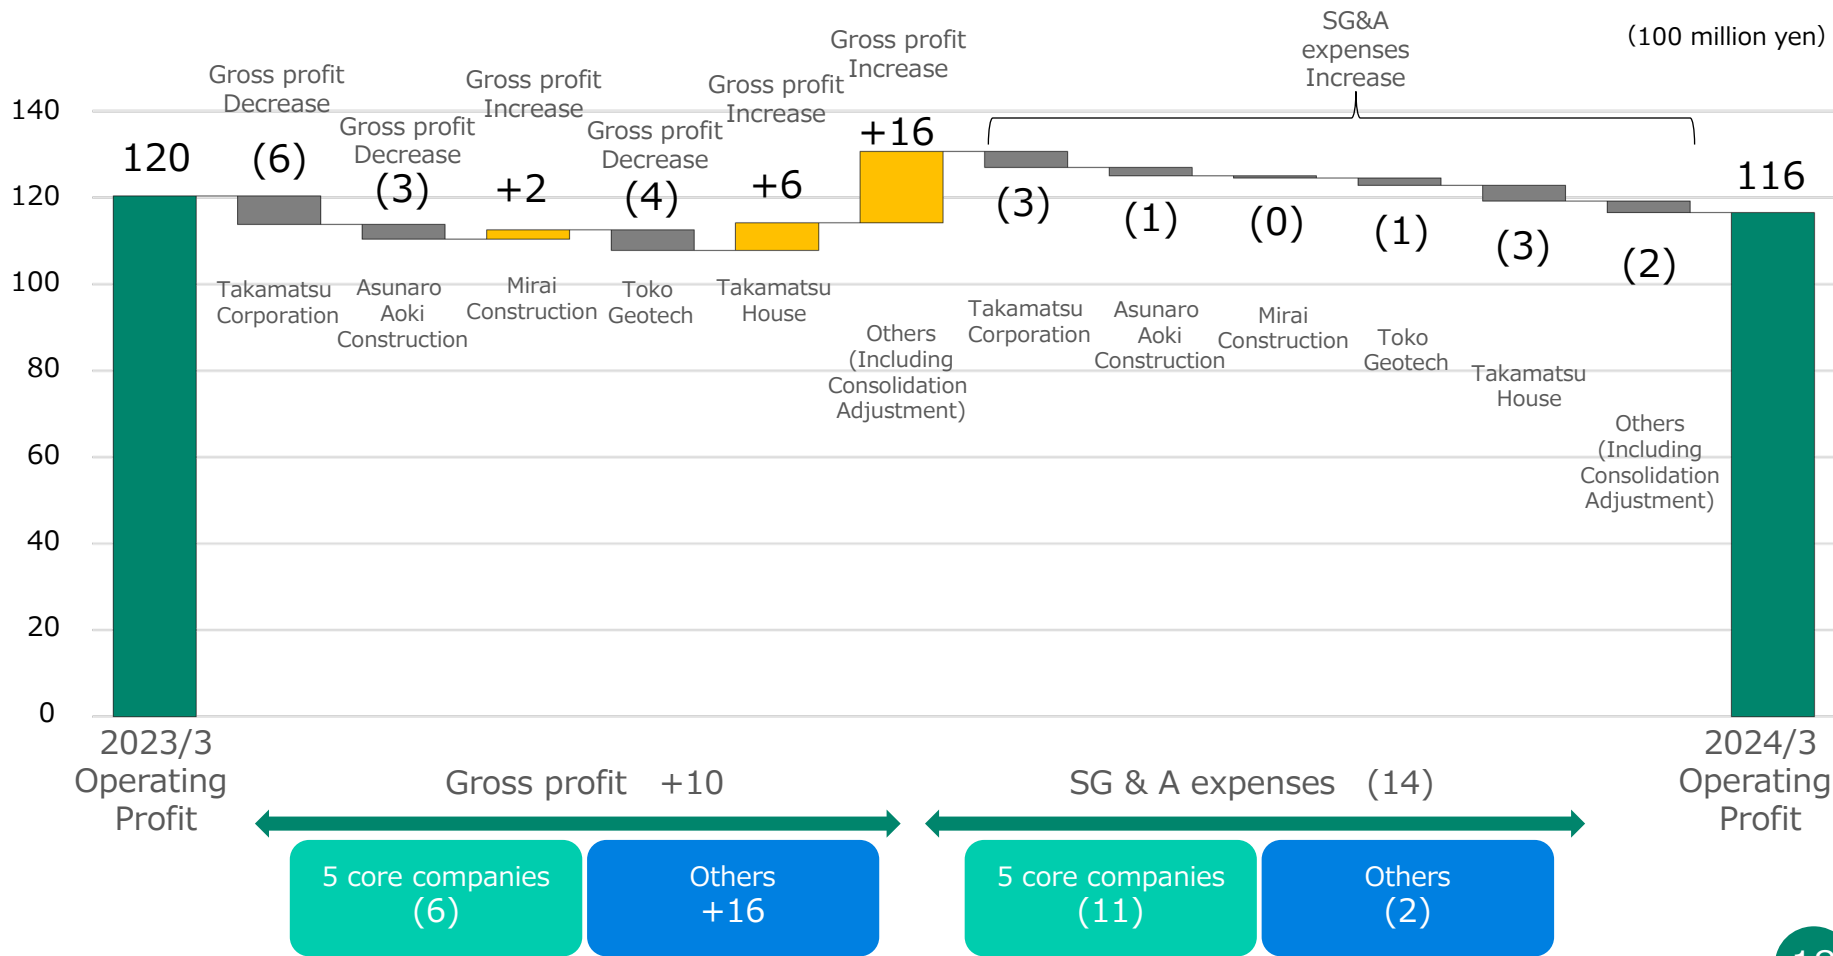 (100 million yen)
Gross profit
Decrease
(6)
Gross profit
Decrease
(3)
Gross profit
Increase
+2
Gross profit
Decrease
(4)
Gross profit
Increase
+6
Gross profit
Increase
+16
SG&A
expenses
Increase
140
120
100
80
60
40
20
0
120
Takamatsu
Corporation
Asunaro
Aoki
Construction
Mirai
Construction
Toko
Geotech
Takamatsu
House
Others
(Including
Consolidation
Adjustment)
(3)
Takamatsu
Corporation
(1)
Asunaro
Aoki
Construction
(0)
Mirai
Construction
(1)
Toko
Geotech
(3)
Takamatsu
House
(2)
Others
(Including
Consolidation
Adjustment)
116
2023/3
Operating
Profit
2024/3
Operating
Profit
Gross profit +10
SG & A expenses (14)
5 core companies
(6)
Others
+16
5 core companies
(11)
Others
(2)